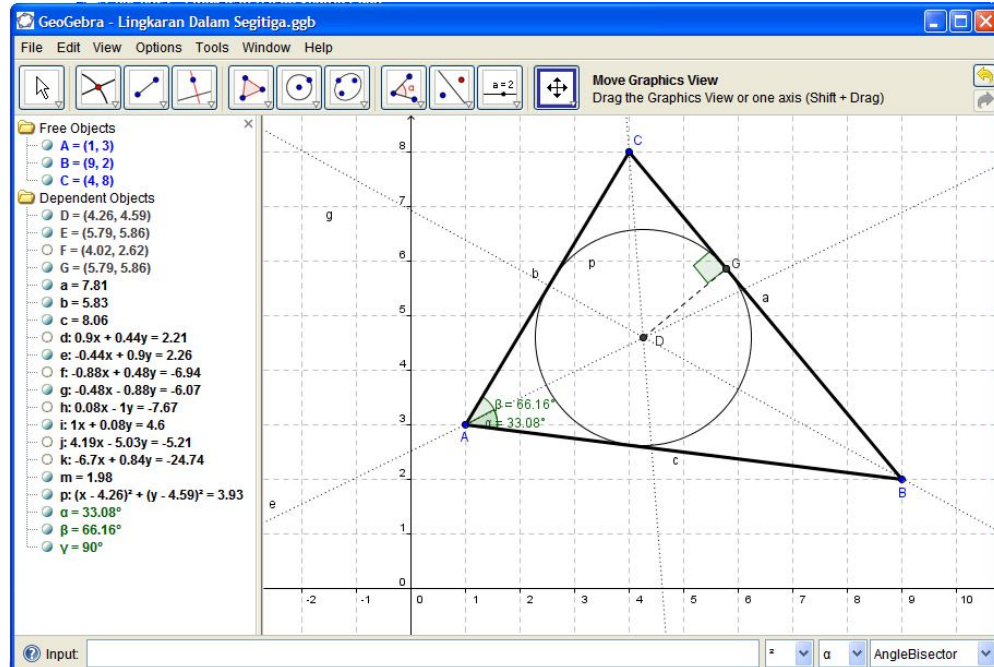 GeoGebra - Lingkaran Dalam Segitiga.ggb
File Edit View Options Tools Window Help
a = 2
Move Graphics View
Drag the Graphics View or one axis (Shift + Drag)
Free Objects
A = (1, 3)
B = (9, 2)
C = (4, 8)
Dependent Objects
D = (4.26, 4.59)
E = (5.79, 5.86)
F = (4.02, 2.62)
G = (5.79, 5.86)
a = 7.81
b = 5.83
c = 8.06
d: 0.9x + 0.44y = 2.21
e: -0.44x + 0.9y = 2.26
f: -0.88x + 0.48y = -6.94
g: -0.48x - 0.88y = -6.07
h: 0.08x - 1y = -7.67
i: 1x + 0.08y = 4.6
j: 4.19x - 5.03y = -5.21
k: -6.7x + 0.84y = -24.74
m = 1.98
p: (x - 4.26)² + (y - 4.59)² = 3.93
α = 33.08°
β = 66.16°
γ = 90°
C
8
7
g
6
p
G
b
a
5
D
4
β = 66.16°
α = 33.08°
3
A
c
2
B
e
1
0
-2 -1 0 1 2 3 4 5 6 7 8 9 10
Input:
² α AngleBisector